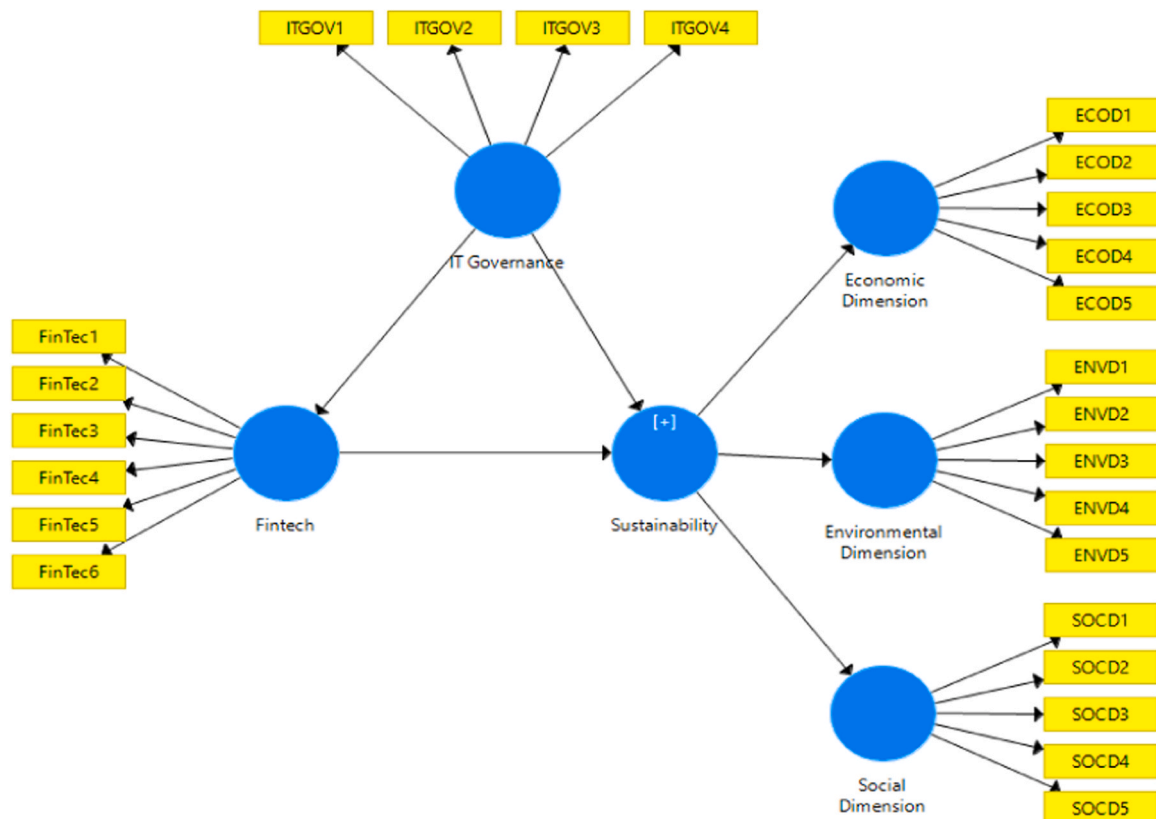 ITGOV1
ITGOV2
ITGOV3
ITGOV4
IT Governance
FinTec1
FinTec2
FinTec3
FinTec4
FinTec5
FinTec6
Fintech
[+]
Sustainability
Economic
Dimension
ECOD1
ECOD2
ECOD3
ECOD4
ECOD5
Environmental
Dimension
ENVD1
ENVD2
ENVD3
ENVD4
ENVD5
Social
Dimension
SOCD1
SOCD2
SOCD3
SOCD4
SOCD5